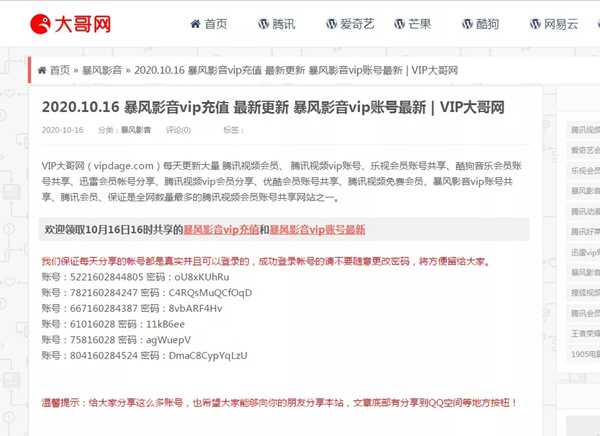 大哥网
首页 腾讯 爱奇艺 芒果 酷狗 网易云
首页 » 暴风影音 » 2020.10.16 暴风影音vip充值 最新更新 暴风影音vip账号最新 | VIP大哥网
2020.10.16 暴风影音vip充值 最新更新 暴风影音vip账号最新 | VIP大哥网
2020-10-16 分类：暴风影音 评论(0) 标签：
VIP大哥网（vipdage.com）每天更新大量 腾讯视频会员、 腾讯视频vip账号、乐视会员账号共享、酷狗音乐会员账
号共享、迅雷会员帐号分享、腾讯视频vip会员分享、优酷会员账号共享、腾讯视频免费会员、暴风影音vip账号共
享、腾讯会员、保证是全网数量最多的腾讯视频会员账号共享网站之一。
欢迎领取10月16日16时共享的暴风影音vip充值和暴风影音vip账号最新
我们保证每天分享的帐号都是真实并且可以登录的，成功登录帐号的请不要随意更改密码，将方便留给大家。
账号：5221602844805 密码：oU8xKUhRu
账号：782160284247 密码：C4RQsMuQCfOqD
账号：667160284387 密码：8vbARF4Hv
账号：61016028 密码：11kB6ee
账号：75816028 密码：agWuepV
账号：804160284524 密码：DmaC8CypYqLzU
温馨提示：给大家分享这么多账号，也希望大家能够向你的朋友分享本站，文章底部有分享到QQ空间等地方按钮！
腾讯视频
爱奇艺会
酷狗会员
暴风影音
腾讯动漫
腾讯好莱
迅雷vip
暴风影音
搜狐视频
腾讯会员
王者荣耀
1905电影